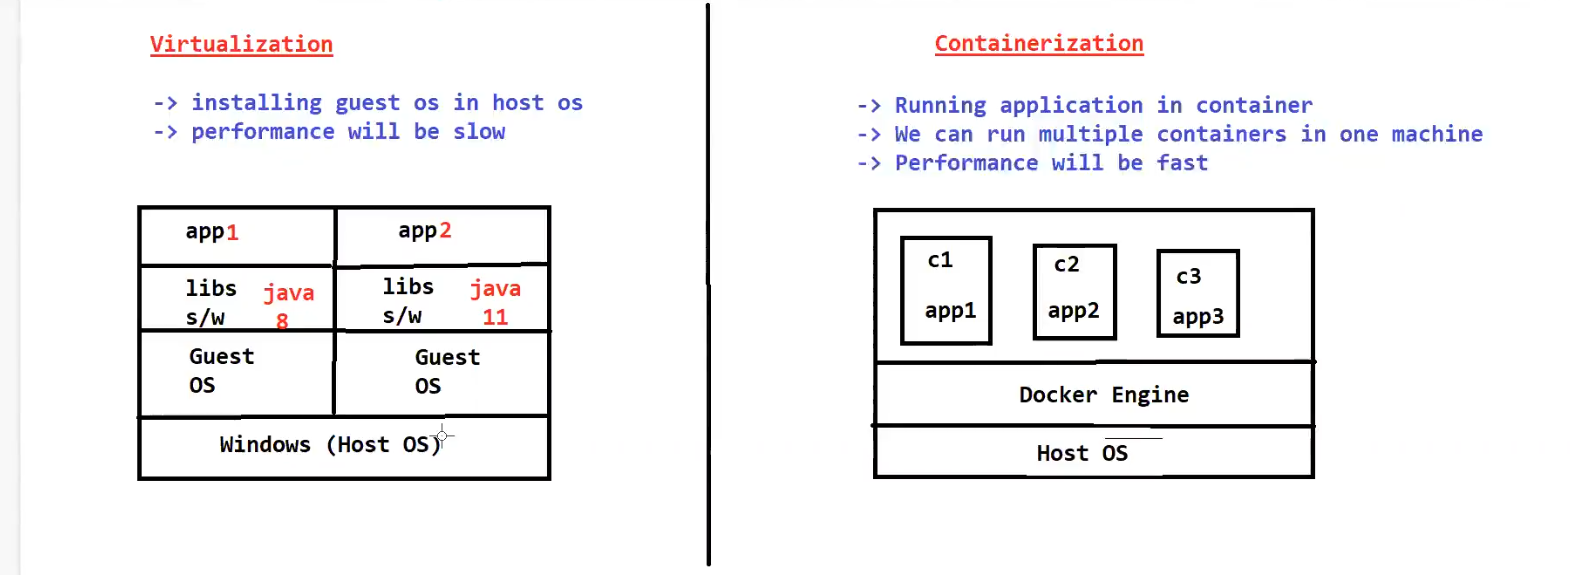 Virtualization
-> installing guest os in host os
-> performance will be slow
app1
app2
libs java
s/w 8
libs java
s/w 11
Guest
OS
Guest
OS
Windows (Host OS)
Containerization
-> Running application in container
-> We can run multiple containers in one machine
-> Performance will be fast
c1
app1
c2
app2
c3
app3
Docker Engine
Host OS